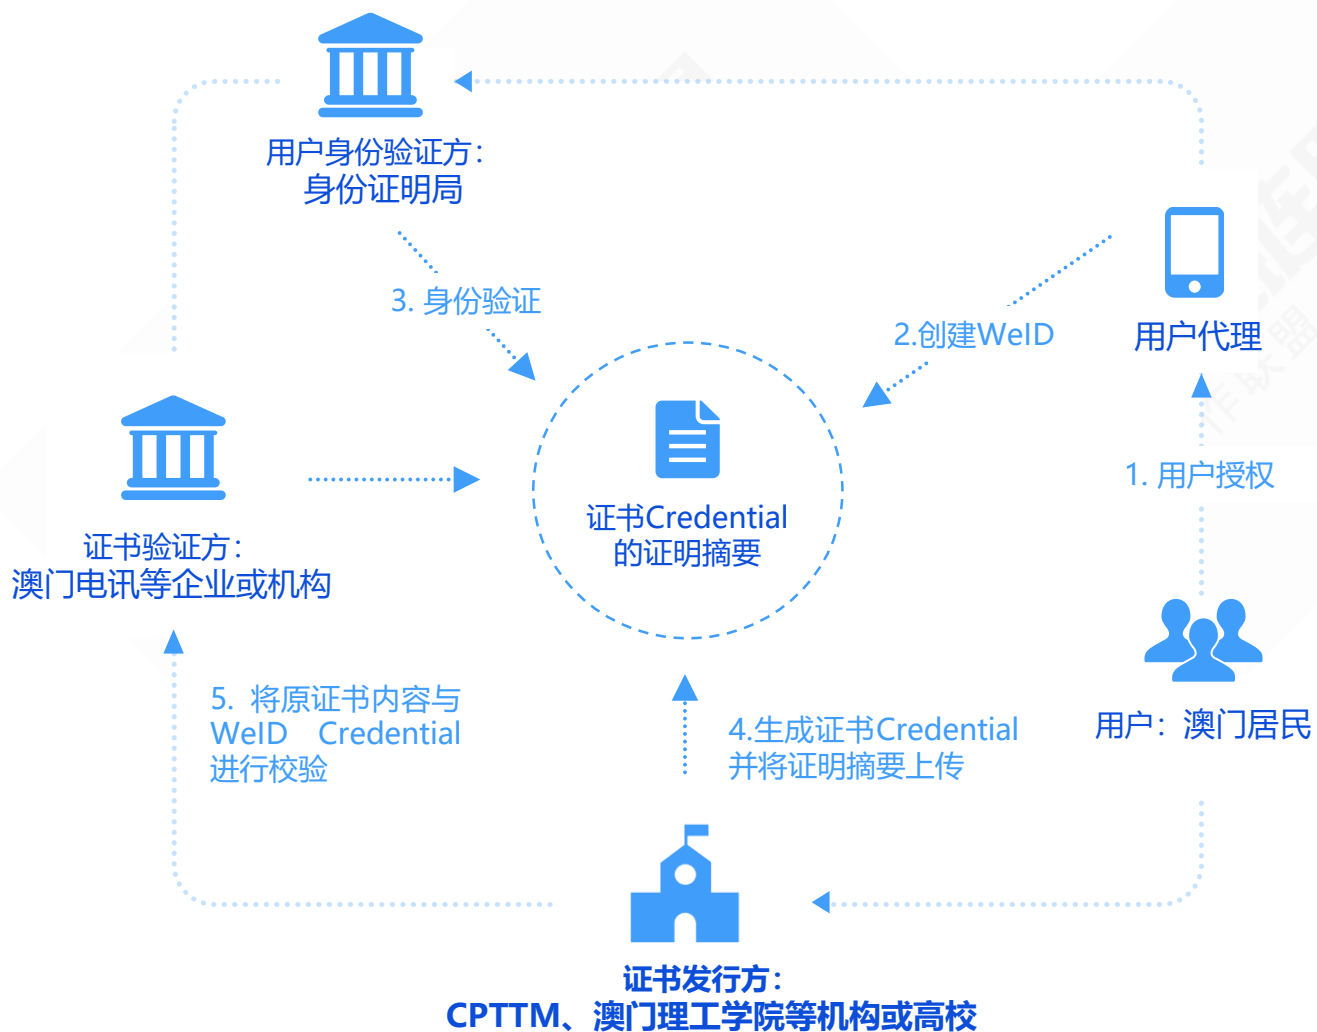 用户身份验证方：
身份证明局
3. 身份验证
2.创建WeID
用户代理
1. 用户授权
证书Credential
的证明摘要
证书验证方：
澳门电讯等企业或机构
5. 将原证书内容与
WeID Credential
进行校验
4.生成证书Credential
并将证明摘要上传
用户：澳门居民
证书发行方：
CPTTM、澳门理工学院等机构或高校